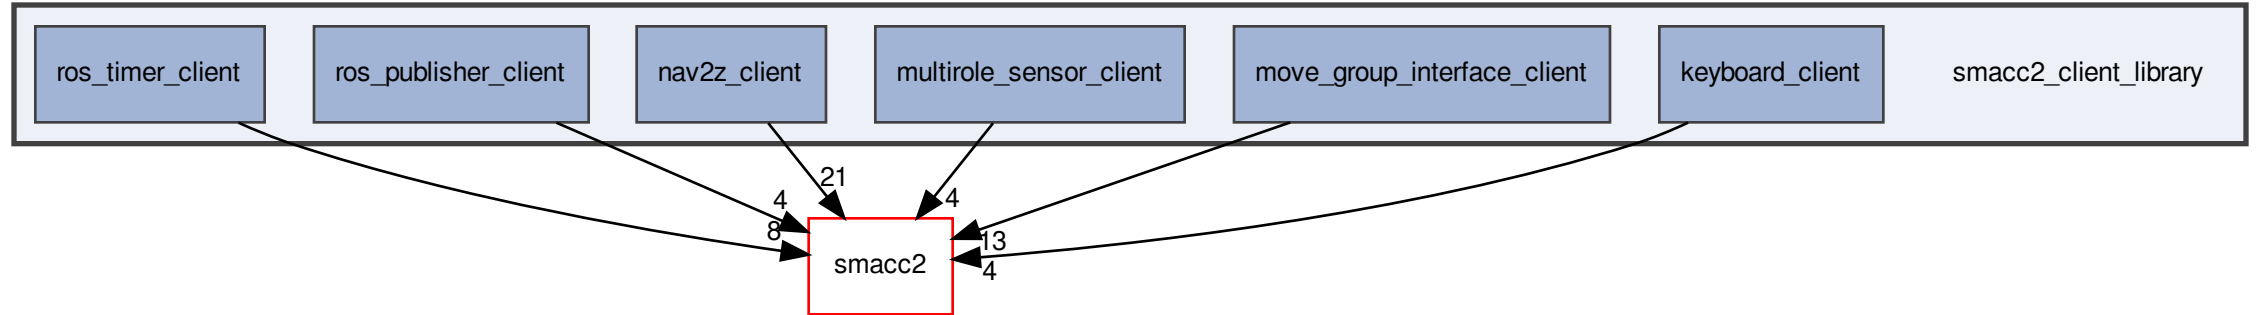 ros_timer_client
ros_publisher_client
nav2z_client
multirole_sensor_client
move_group_interface_client
keyboard_client
smacc2_client_library
21
4
4
8
13
4
smacc2